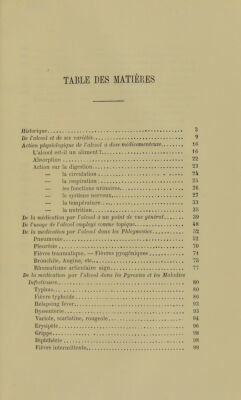 TABLE DES MATIÈRES
Historique 3
De l'alcool et de ses variétés 9
Action physiologique de l'alcool à dose médicamenteuse 16
L'alcool est-il un aliment? 16
Absorption 22
Action sur la digestion 23
— la circulation 24
— la respiration 25
— les fonctions urinaires 26
— le système nerveux 27
— la température 33
— la nutrition 35
De la médication par l'alcool à un point de vue général 39
De l'usage de l'alcool employé comme topique 48
De la médication par l'alcool dans les Phlegmasies 52
Pneumonie 52
Pleurésie 70
Fièvre traumatique. — Fièvres pyogéniques 71
Bronchite, Angine, etc. 75
Rhumatisme articulaire aigu 77
De la médication par l'alcool dans les Pyrexies et les Maladies
infectieuses 80
Typhus 80
Fièvre typhoïde 86
Relapsing fever 92
Dyssenterie 93
Variole, scarlatine, rougeole 94
Erysipèle 96
Grippe 98
Diphthérie 98
Fièvres intermittentes 99